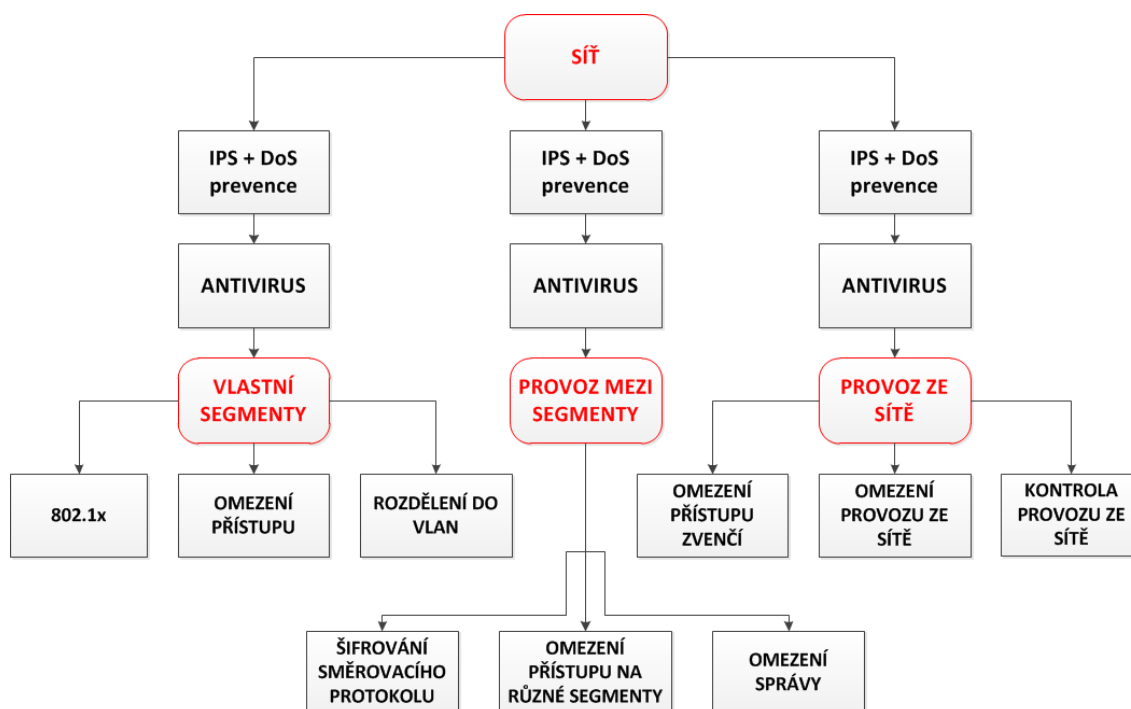 SÍŤ
IPS + DoS
prevence
IPS + DoS
prevence
IPS + DoS
prevence
ANTIVIRUS
ANTIVIRUS
ANTIVIRUS
VLASTNÍ
SEGMENTY
PROVOZ MEZI
SEGMENTY
PROVOZ ZE
SÍTĚ
802.1x
OMEZENÍ
PŘÍSTUPU
ROZDĚLENÍ DO
VLAN
OMEZENÍ
PŘÍSTUPU
ZVENČÍ
OMEZENÍ
PROVOZU ZE
SÍTĚ
KONTROLA
PROVOZU ZE
SÍTĚ
ŠIFROVÁNÍ
SMĚROVACÍHO
PROTOKOLU
OMEZENÍ
PŘÍSTUPU NA
RŮZNÉ SEGMENTY
OMEZENÍ
SPRÁVY